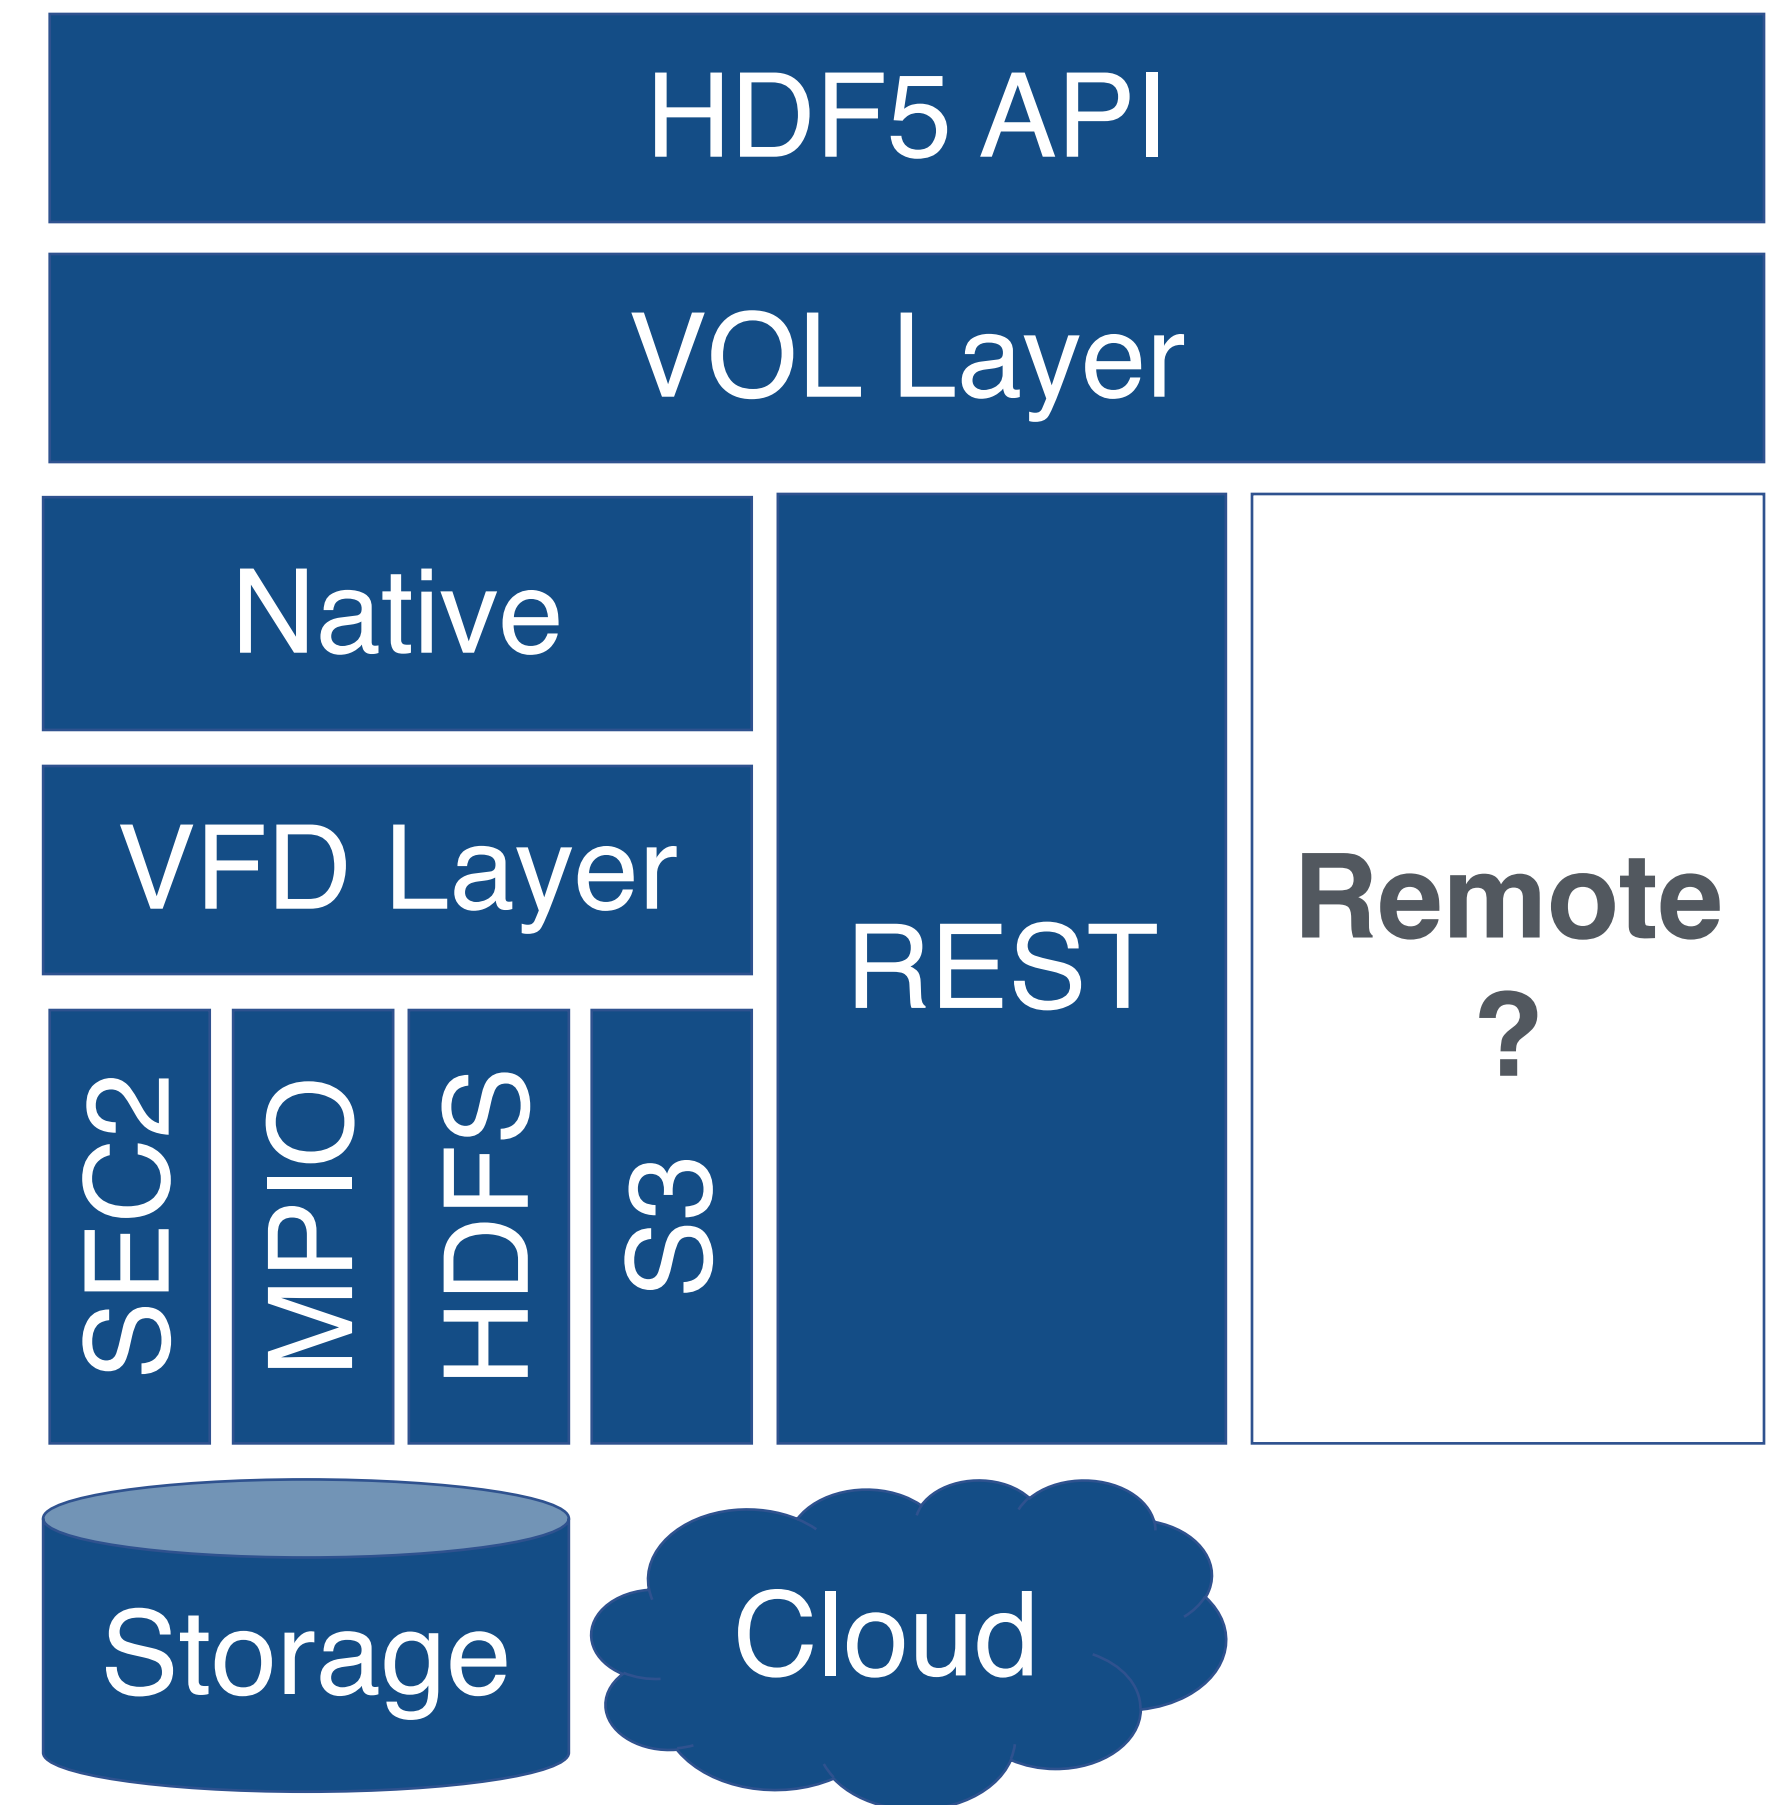 HDF5 API
VOL Layer
Native
VFD Layer
SEC2
MPIO
HDFS
S3
REST
Remote
?
Storage
Cloud